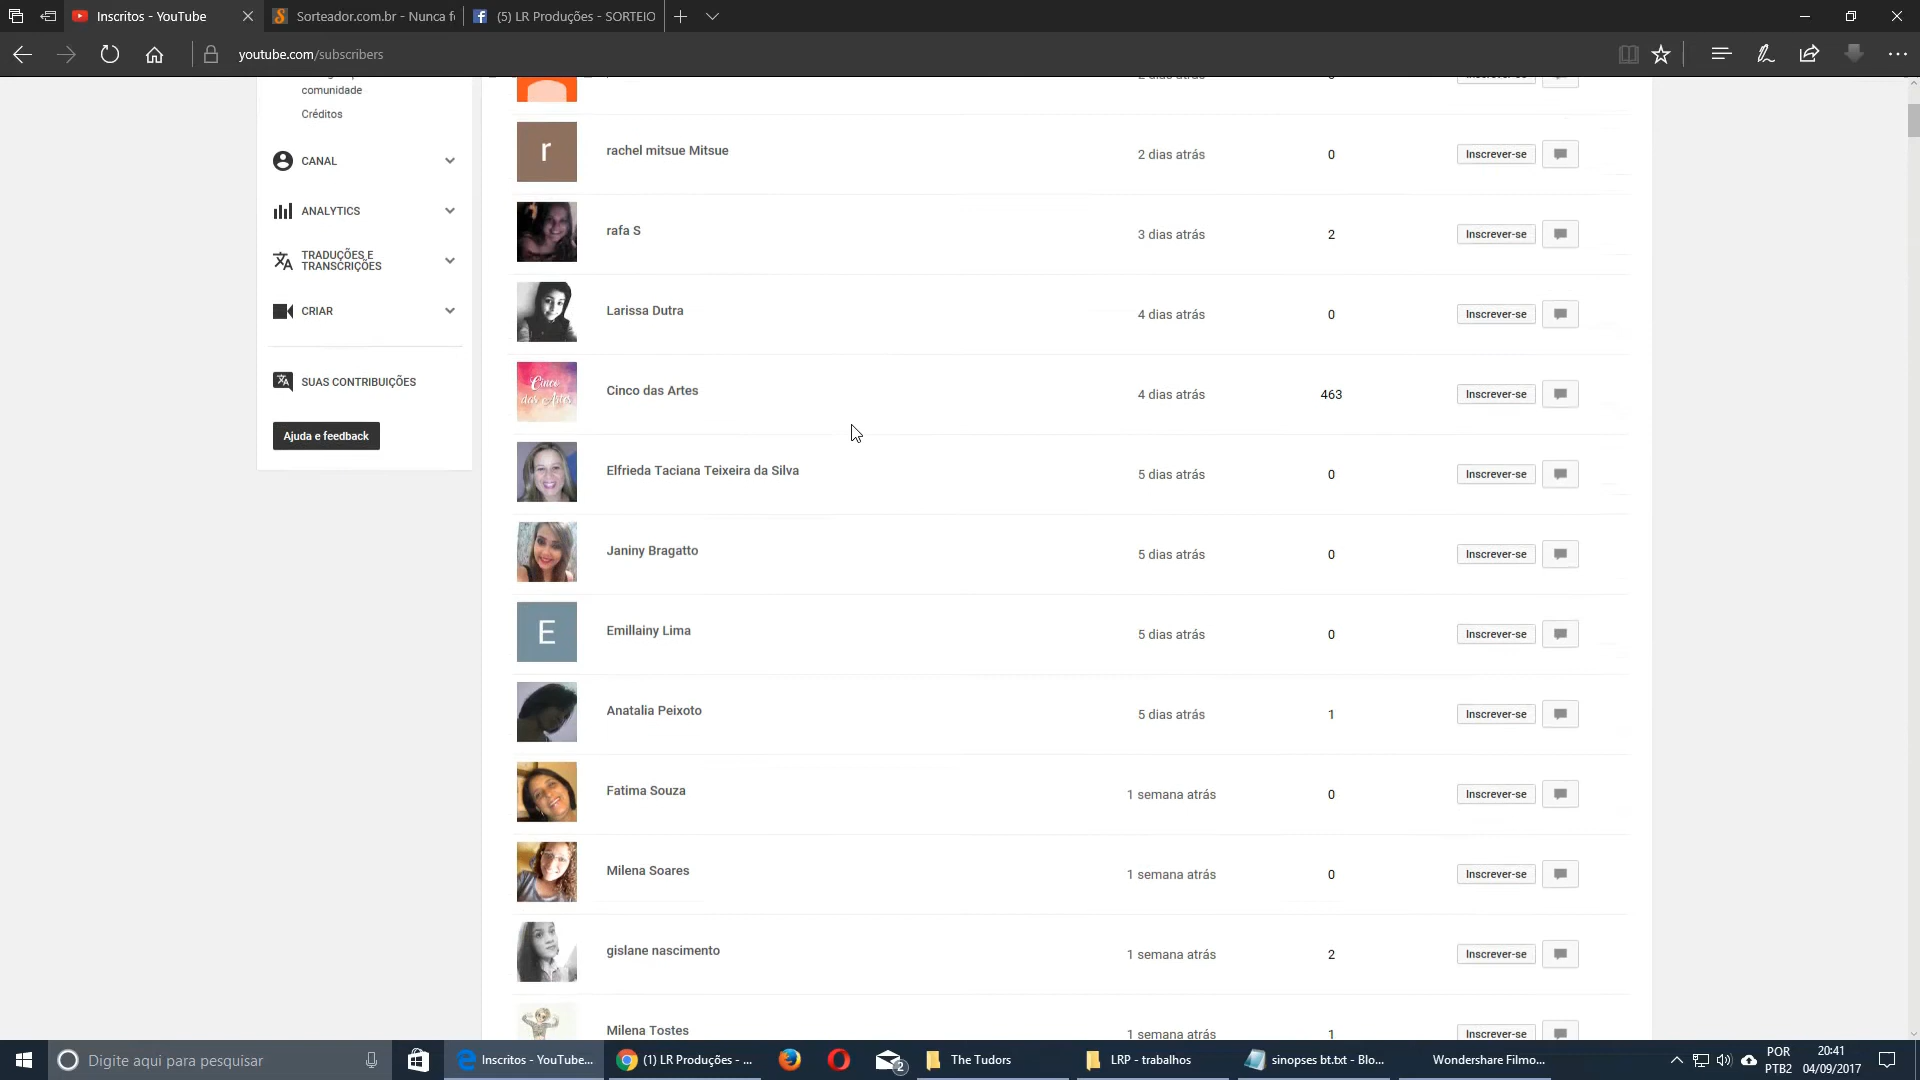 Inscritos - YouTube
Sorteador.com.br - Nunca f
(5) LR Produções - SORTEIO
youtube.com/subscribers
comunidade
Créditos
CANAL
ANALYTICS
TRADUÇÕES E
TRANSCRIÇÕES
CRIAR
SUAS CONTRIBUIÇÕES
Ajuda e feedback
r
rachel mitsue Mitsue 2 dias atrás 0 Inscrever-se
rafa S 3 dias atrás 2 Inscrever-se
Larissa Dutra 4 dias atrás 0 Inscrever-se
Cinco
das Artes
Cinco das Artes 4 dias atrás 463 Inscrever-se
Elfrieda Taciana Teixeira da Silva 5 dias atrás 0 Inscrever-se
Janiny Bragatto 5 dias atrás 0 Inscrever-se
E
Emillainy Lima 5 dias atrás 0 Inscrever-se
Anatalia Peixoto 5 dias atrás 1 Inscrever-se
Fatima Souza 1 semana atrás 0 Inscrever-se
Milena Soares 1 semana atrás 0 Inscrever-se
gislane nascimento 1 semana atrás 2 Inscrever-se
Milena Tostes 1 semana atrás 1 Inscrever-se
Digite aqui para pesquisar
Inscritos - YouTube...
(1) LR Produções - ...
2
The Tudors
LRP - trabalhos
sinopses bt.txt - Blo...
Wondershare Filmo...
POR
PTB2
20:41
04/09/2017